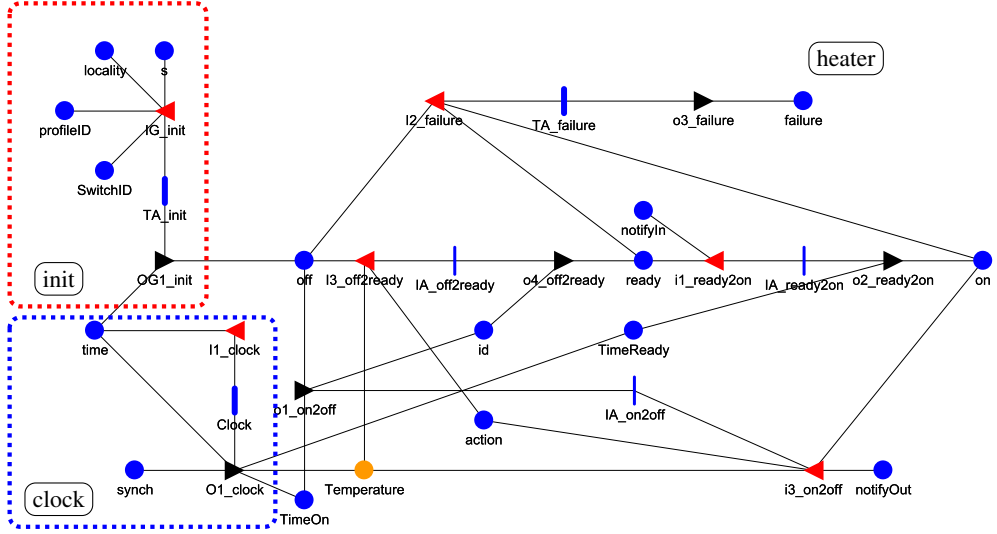 locality
s
heater
profileID
IG_init
I2_failure
TA_failure
o3_failure
failure
SwitchID
TA_init
notifyIn
init
OG1_init
off
I3_off2ready
IA_off2ready
o4_off2ready
ready
i1_ready2on
IA_ready2on
o2_ready2on
on
time
I1_clock
id
TimeReady
Clock
o1_on2off
IA_on2off
action
clock
synch
O1_clock
Temperature
i3_on2off
notifyOut
TimeOn